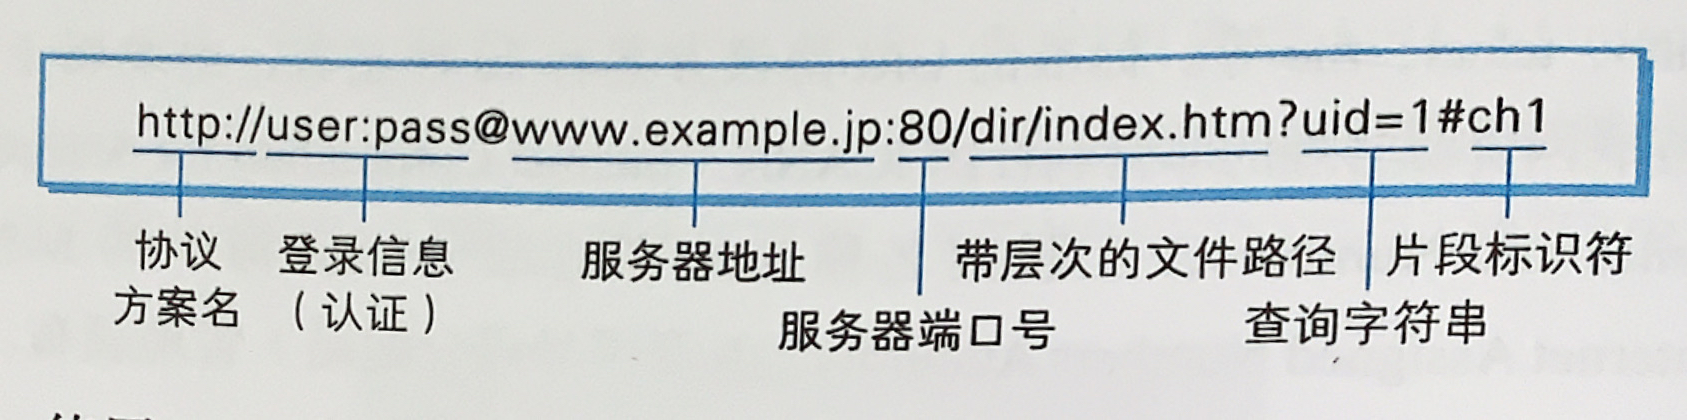 http://user:pass@www.example.jp:80/dir/index.htm?uid=1#ch1
协议
方案名
登录信息
（认证）
服务器地址
服务器端口号
带层次的文件路径
查询字符串
片段标识符